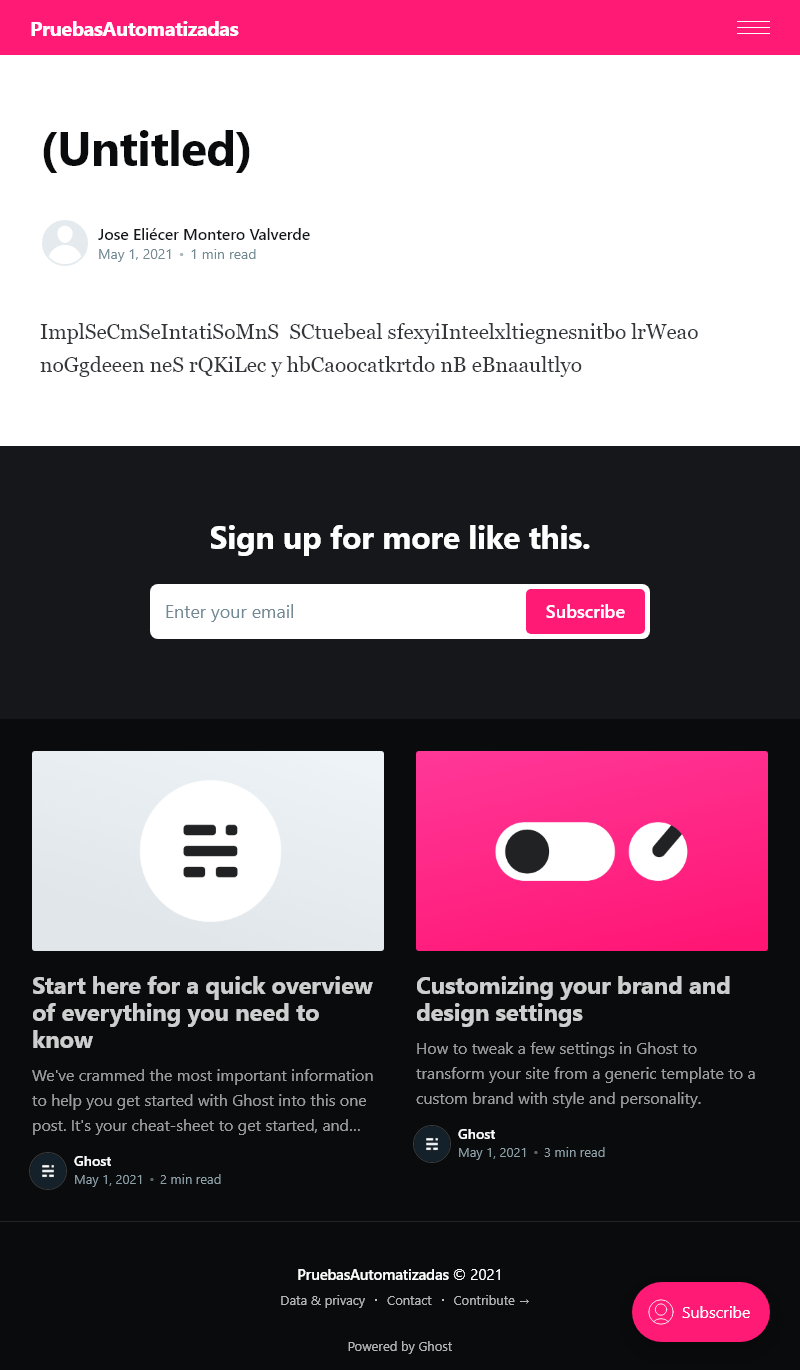 PruebasAutomatizadas
(Untitled)
Jose Eliécer Montero Valverde
May 1, 2021 • 1 min read
ImplSeCmSeIntatiSoMnS SCtuebeal sfexyiInteelxltiegnesnitbo lrWeao
noGgdeeen neS rQKiLec y hbCaoocatkrtdo nB eBnaaultlyo
Sign up for more like this.
Enter your email
Subscribe
Start here for a quick overview
of everything you need to
know
We've crammed the most important information
to help you get started with Ghost into this one
post. It's your cheat-sheet to get started, and...
Ghost
May 1, 2021 • 2 min read
Customizing your brand and
design settings
How to tweak a few settings in Ghost to
transform your site from a generic template to a
custom brand with style and personality.
Ghost
May 1, 2021 • 3 min read
PruebasAutomatizadas © 2021
Data & privacy · Contact · Contribute →
Powered by Ghost
Subscribe